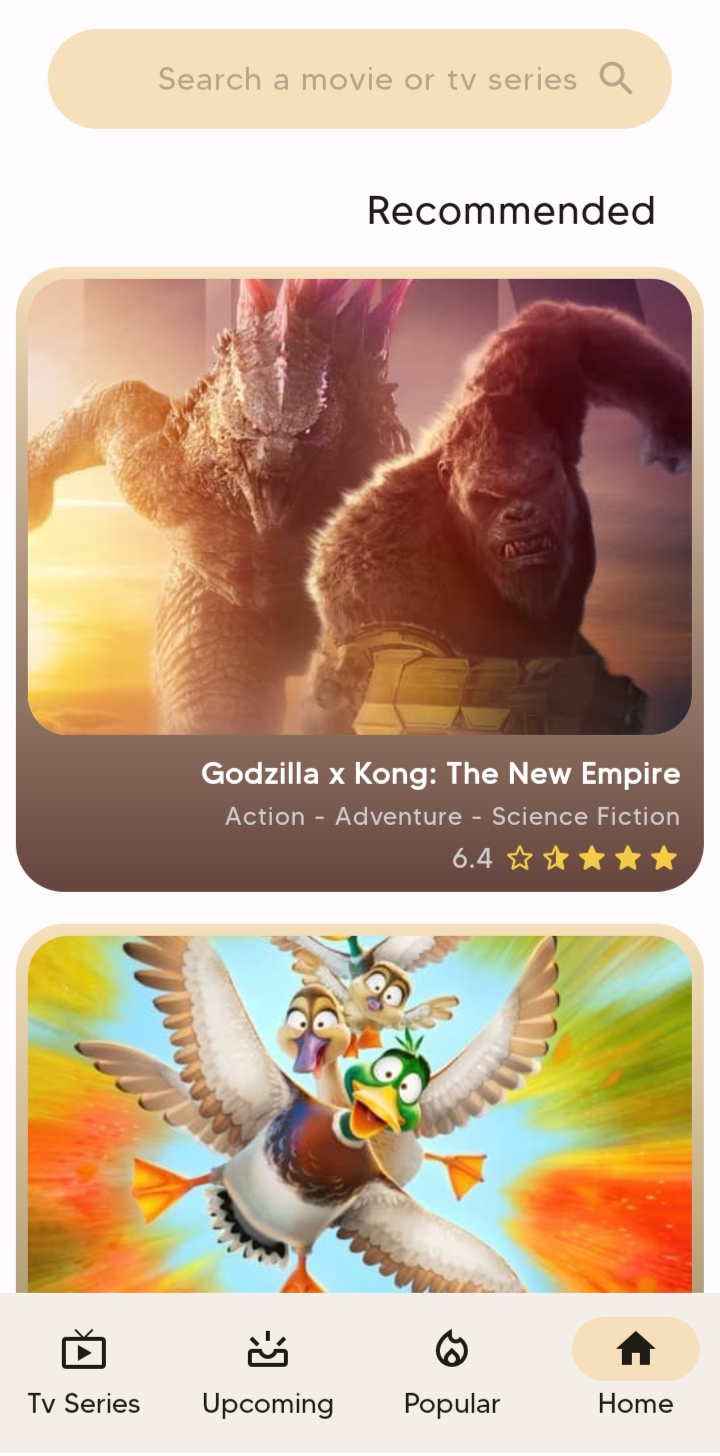 Search a movie or tv series
Recommended
Godzilla x Kong: The New Empire
Action - Adventure - Science Fiction
6.4
Tv Series
Upcoming
Popular
Home